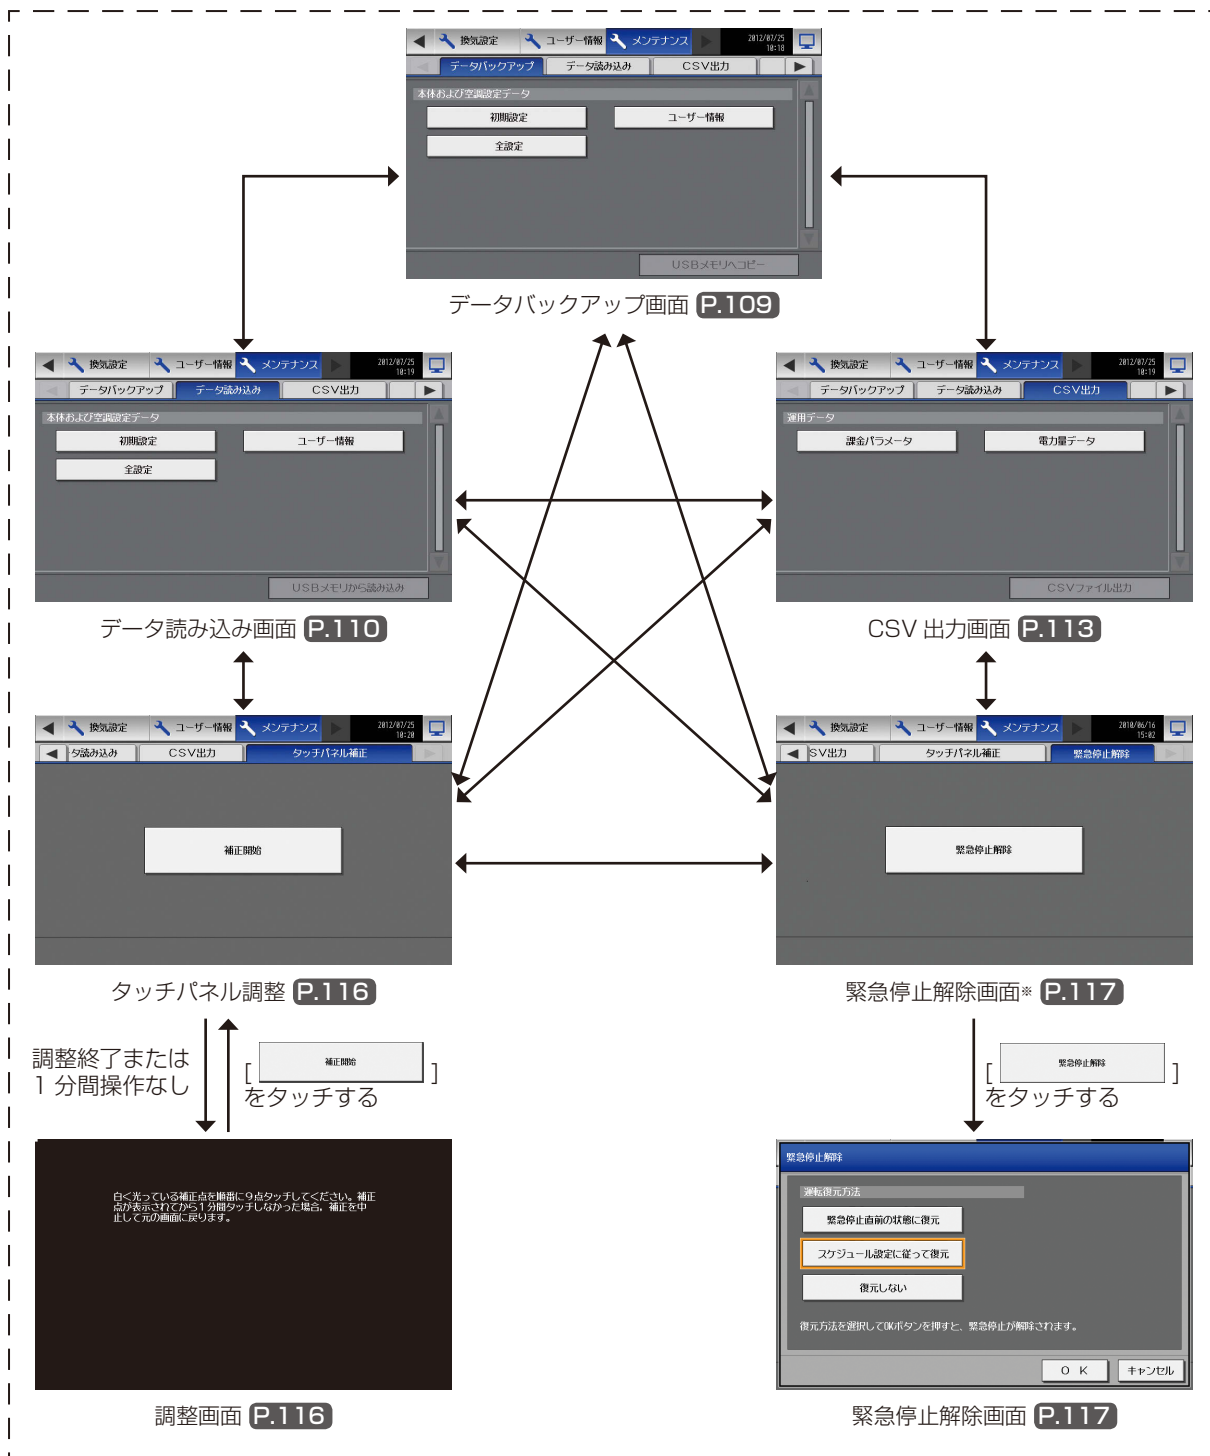 換気設定 ユーザー情報 メンテナンス 2012/07/25 10:18
データバックアップ データ読み込み CSV出力
本体および空調設定データ
初期設定 ユーザー情報
全設定
USBメモリへコピー
データバックアップ画面 P.109
換気設定 ユーザー情報 メンテナンス 2012/07/25 10:19
データバックアップ データ読み込み CSV出力
本体および空調設定データ
初期設定 ユーザー情報
全設定
USBメモリから読み込み
データ読み込み画面 P.110
換気設定 ユーザー情報 メンテナンス 2012/07/25 10:19
データバックアップ データ読み込み CSV出力
運用データ
課金パラメータ 電力量データ
CSVファイル出力
CSV 出力画面 P.113
換気設定 ユーザー情報 メンテナンス 2012/07/25 10:20
タ読み込み CSV出力 タッチパネル補正
補正開始
タッチパネル調整 P.116
換気設定 ユーザー情報 メンテナンス 2010/06/16 15:02
SV出力 タッチパネル補正 緊急停止解除
緊急停止解除
緊急停止解除画面※ P.117
調整終了または
1 分間操作なし
[ 補正開始 ]
をタッチする
[ 緊急停止解除 ]
をタッチする
白く光っている補正点を順番に9点タッチしてください。補正
点が表示されてから1分間タッチしなかった場合、補正を中
止して元の画面に戻ります。
調整画面 P.116
緊急停止解除
運転復元方法
緊急停止直前の状態に復元
スケジュール設定に従って復元
復元しない
復元方法を選択してOKボタンを押すと、緊急停止が解除されます。
OK キャンセル
緊急停止解除画面 P.117